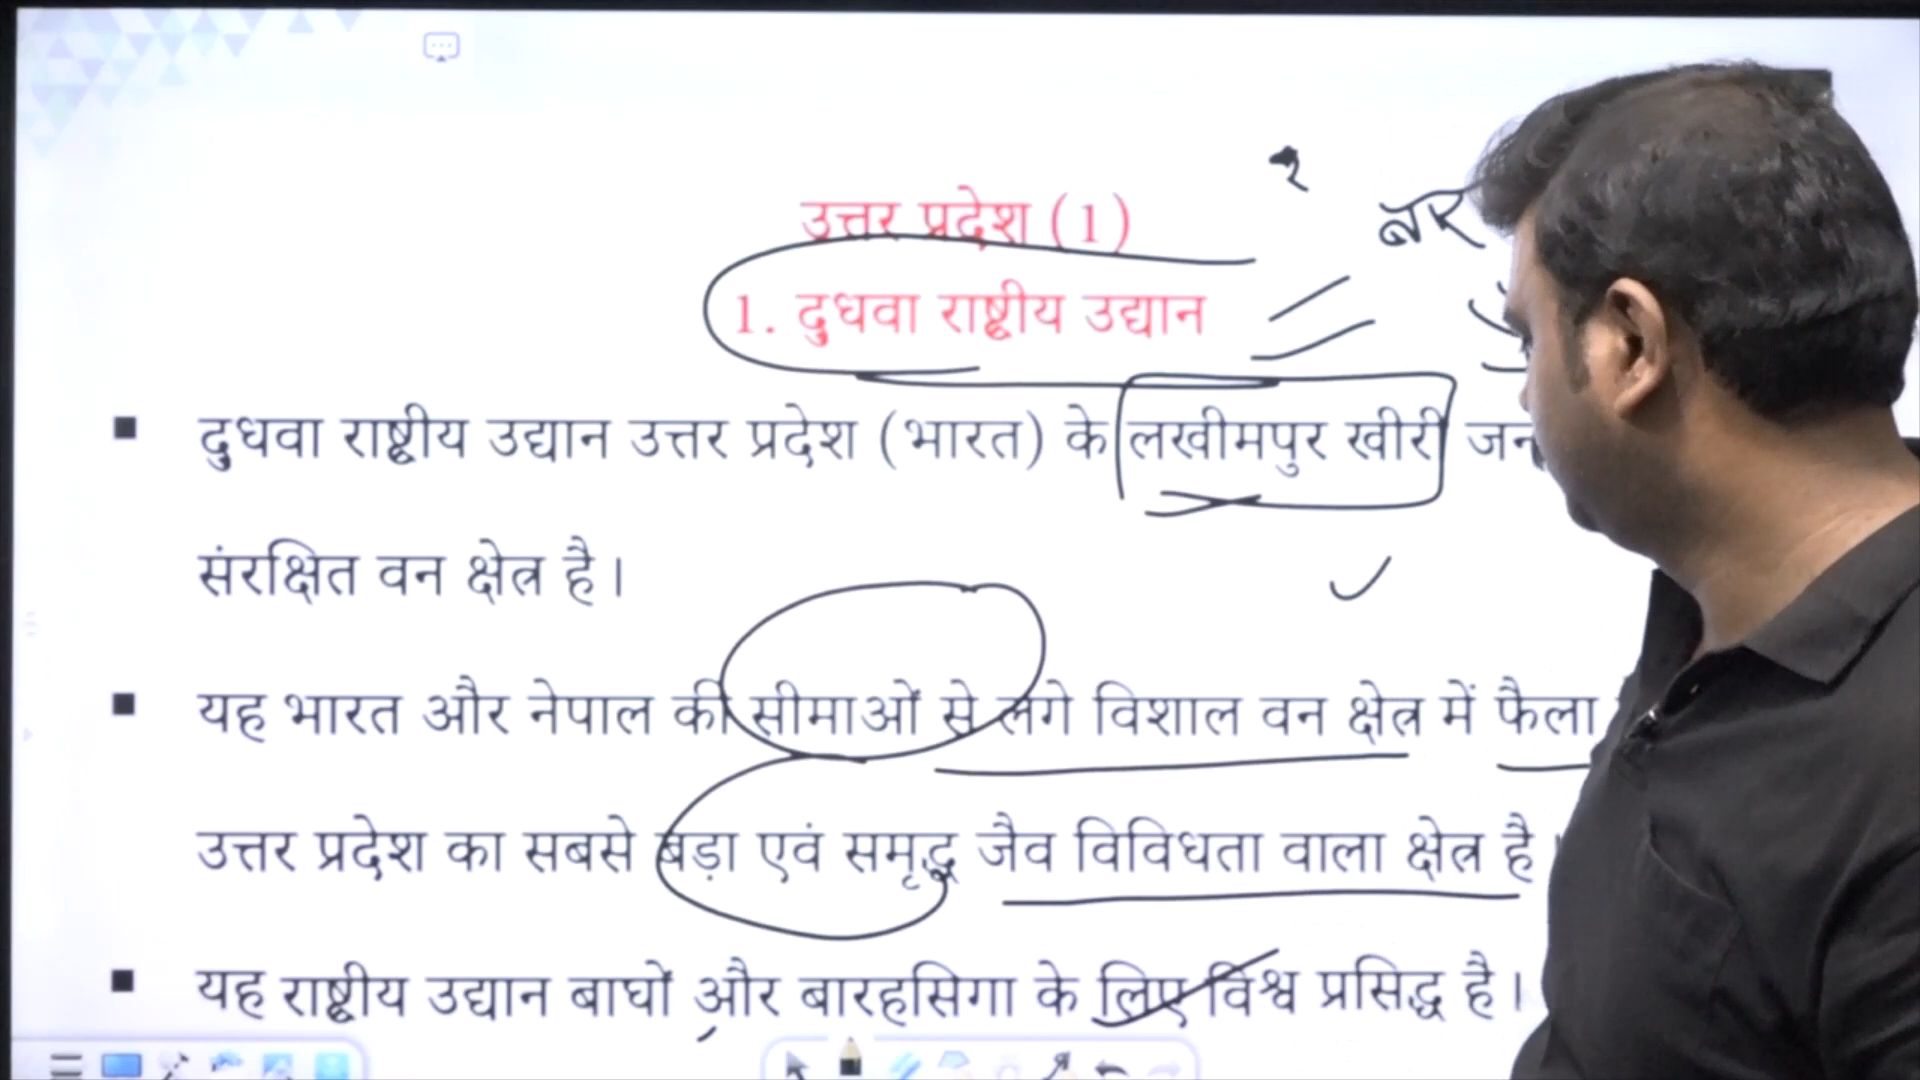 उत्तर प्रदेश (1)
बर
1. दुधवा राष्ट्रीय उद्यान
दुधवा राष्ट्रीय उद्यान उत्तर प्रदेश (भारत) के लखीमपुर खीरी
संरक्षित वन क्षेत्र है।
यह भारत और नेपाल की सीमाओं से लगे विशाल वन क्षेत्र में फैला
उत्तर प्रदेश का सबसे बड़ा एवं समृद्ध जैव विविधता वाला क्षेत्र है।
यह राष्ट्रीय उद्यान बाघों और बारहसिगा के लिए विश्व प्रसिद्ध है।